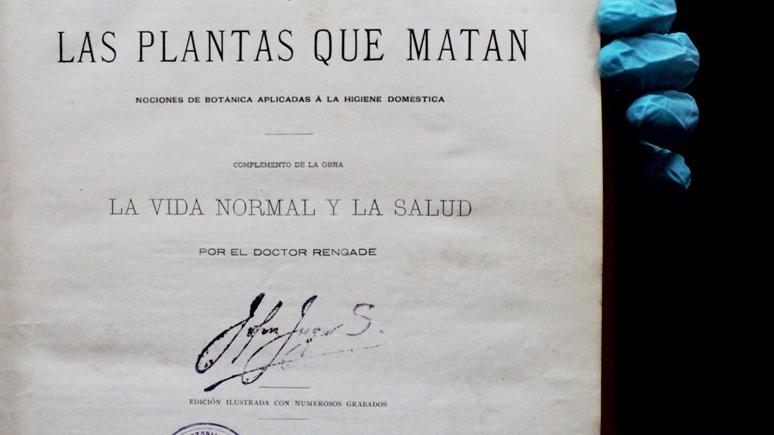 LAS PLANTAS QUE MATAN
NOCIONES DE BOTÁNICA APLICADAS Á LA HIGIENE DOMÉSTICA
COMPLEMENTO DE LA OBRA
LA VIDA NORMAL Y LA SALUD
POR EL DOCTOR RENGADE
S.
EDICIÓN ILUSTRADA CON NUMEROSOS GRABADOS